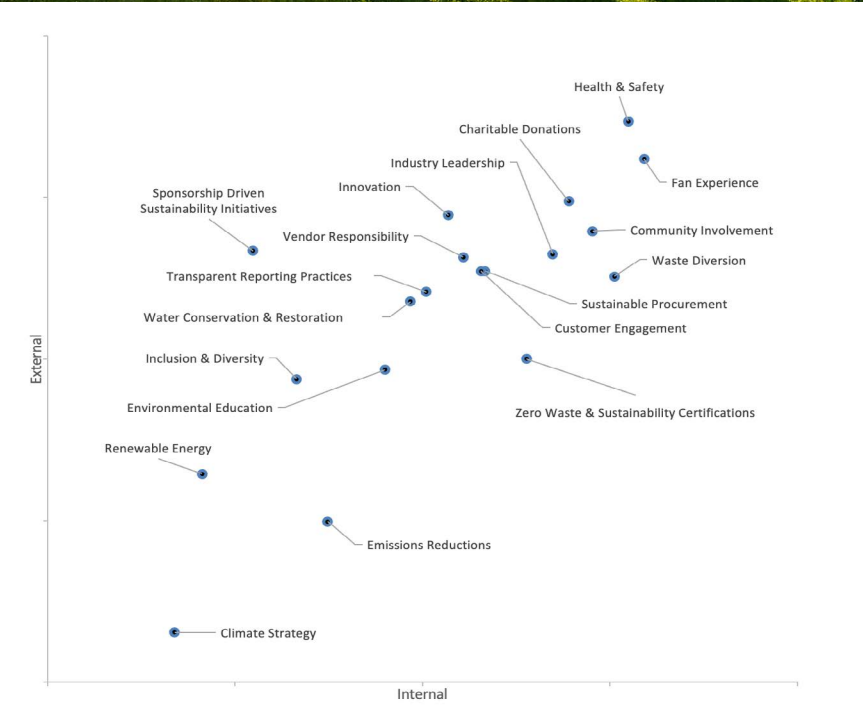 Health & Safety
Charitable Donations
Industry Leadership
Fan Experience
Innovation
Sponsorship Driven
Sustainability Initiatives
Community Involvement
Vendor Responsibility
Waste Diversion
Transparent Reporting Practices
Sustainable Procurement
Water Conservation & Restoration
Customer Engagement
External
Inclusion & Diversity
Environmental Education
Zero Waste & Sustainability Certifications
Renewable Energy
Emissions Reductions
Climate Strategy
Internal